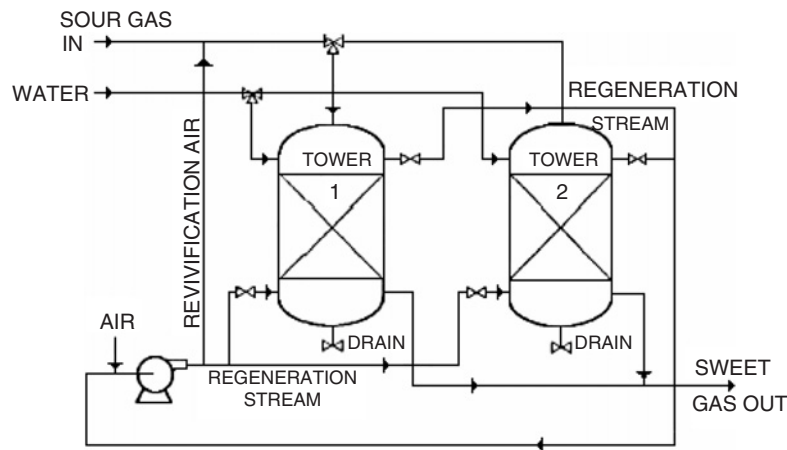 SOUR GAS
IN
WATER
REGENERATION
STREAM
REVIVIFICATION AIR
TOWER
1
TOWER
2
AIR
DRAIN
DRAIN
REGENERATION
STREAM
SWEET
GAS OUT